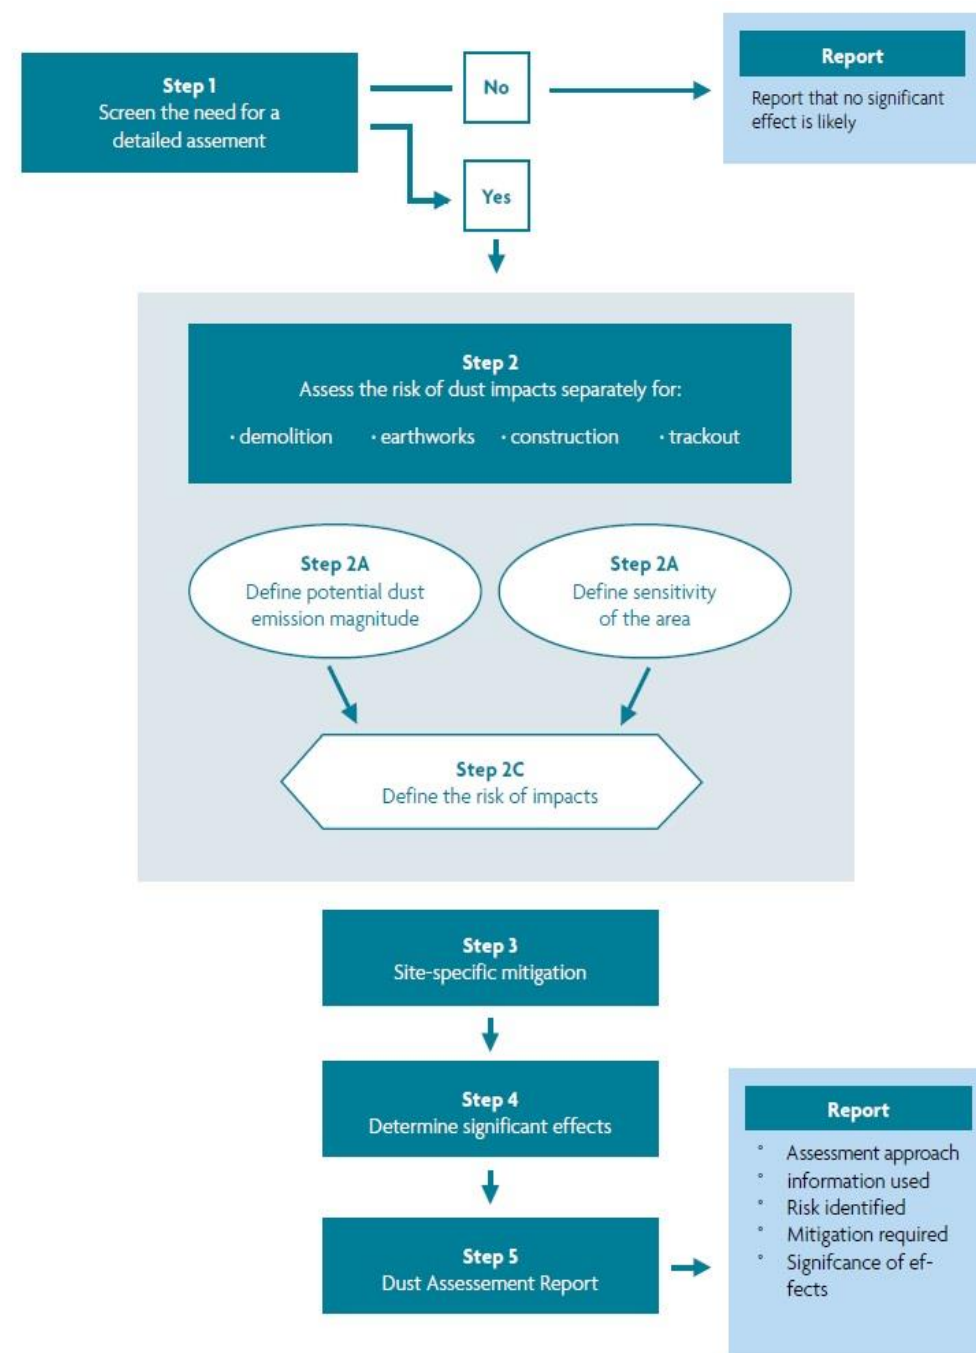 Step 1
Screen the need for a
detailed assement
No
Yes
Report
Report that no significant
effect is likely
Step 2
Assess the risk of dust impacts separately for:
· demolition · earthworks · construction · trackout
Step 2A
Define potential dust
emission magnitude
Step 2A
Define sensitivity
of the area
Step 2C
Define the risk of impacts
Step 3
Site-specific mitigation
Step 4
Determine significant effects
Step 5
Dust Assessement Report
Report
° Assessment approach
° information used
° Risk identified
° Mitigation required
° Signifcance of ef-
fects